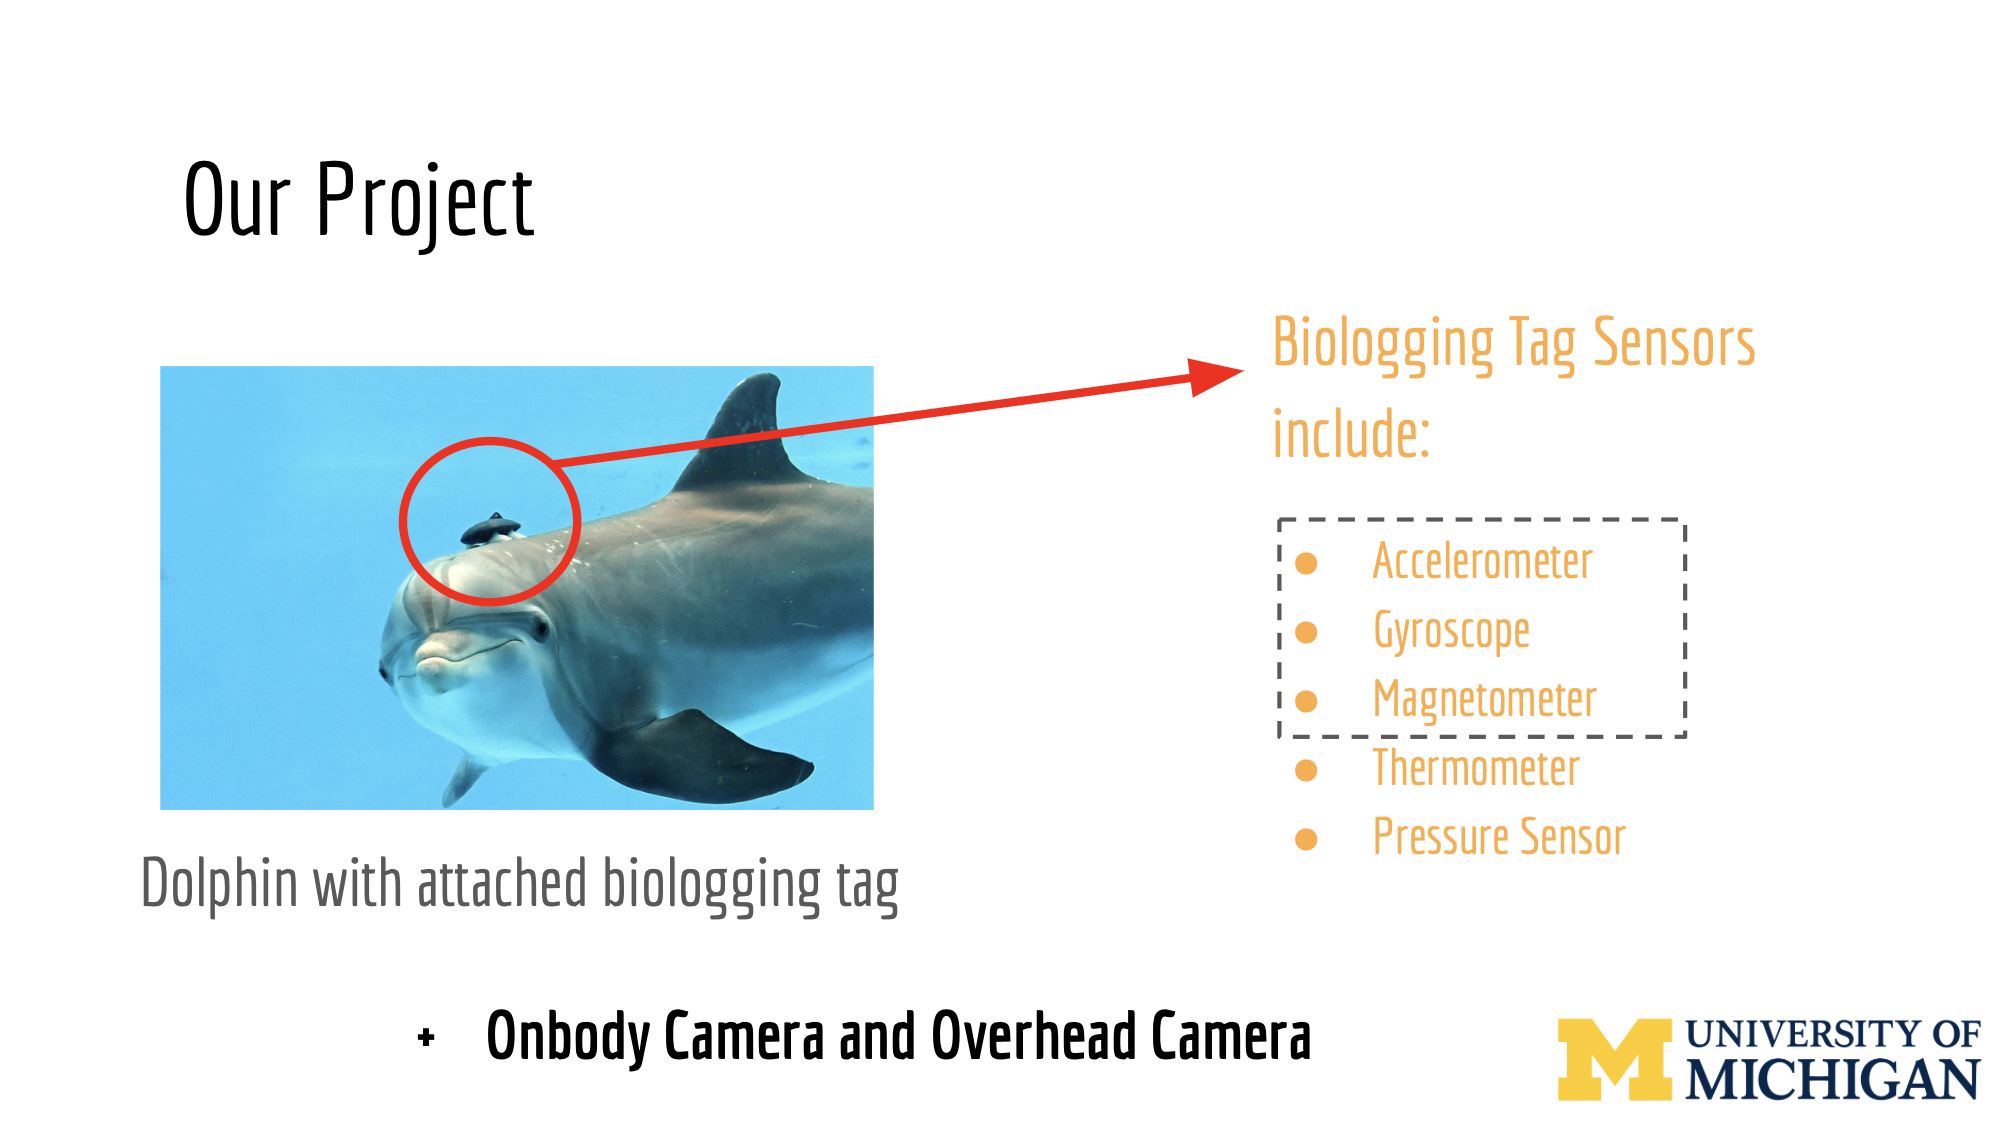 Our Project
Biologging Tag Sensors
include:
● Accelerometer
● Gyroscope
● Magnetometer
● Thermometer
● Pressure Sensor
Dolphin with attached biologging tag
+ Onbody Camera and Overhead Camera
M UNIVERSITY OF
MICHIGAN